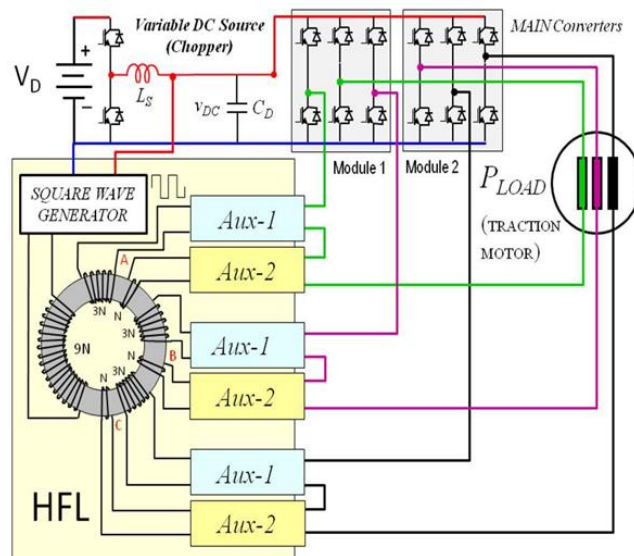 Variable DC Source
(Chopper)
MAIN Converters
+
V_D
−
L_S
v_DC
C_D
Module 1
Module 2
P_LOAD
(TRACTION
MOTOR)
SQUARE WAVE
GENERATOR
Aux-1
Aux-2
A
3N
N
9N
B
N
3N
Aux-1
Aux-2
N
3N
C
Aux-1
Aux-2
HFL